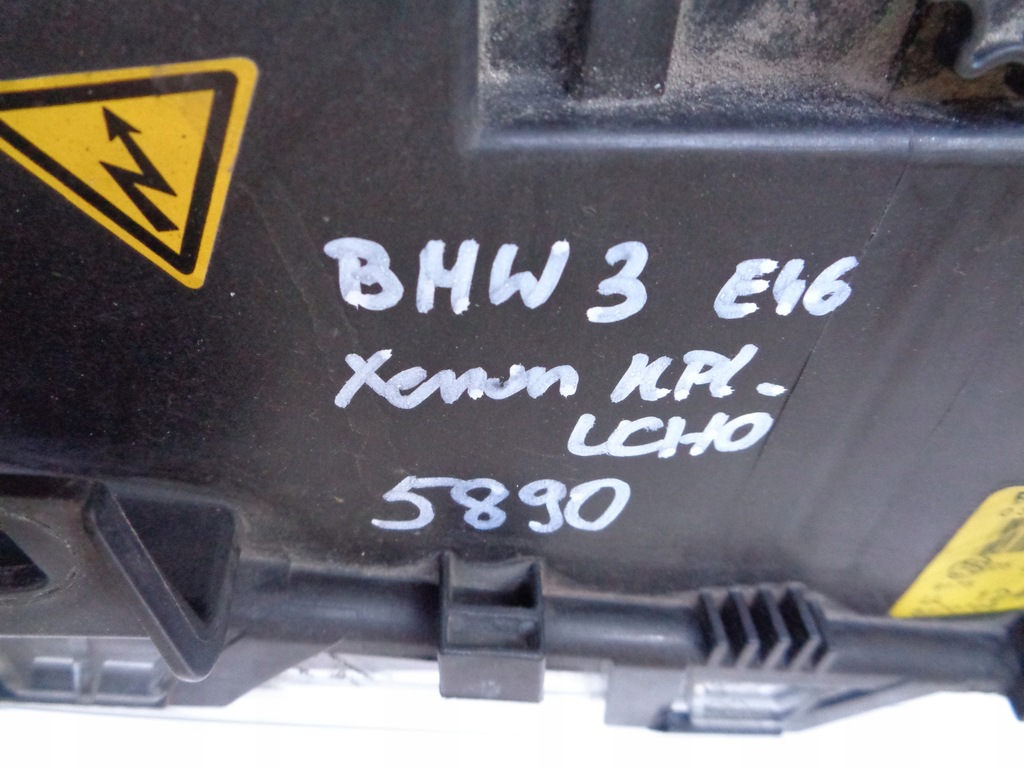 BMW 3 E46
Xenon KPl.
LCHO
5890